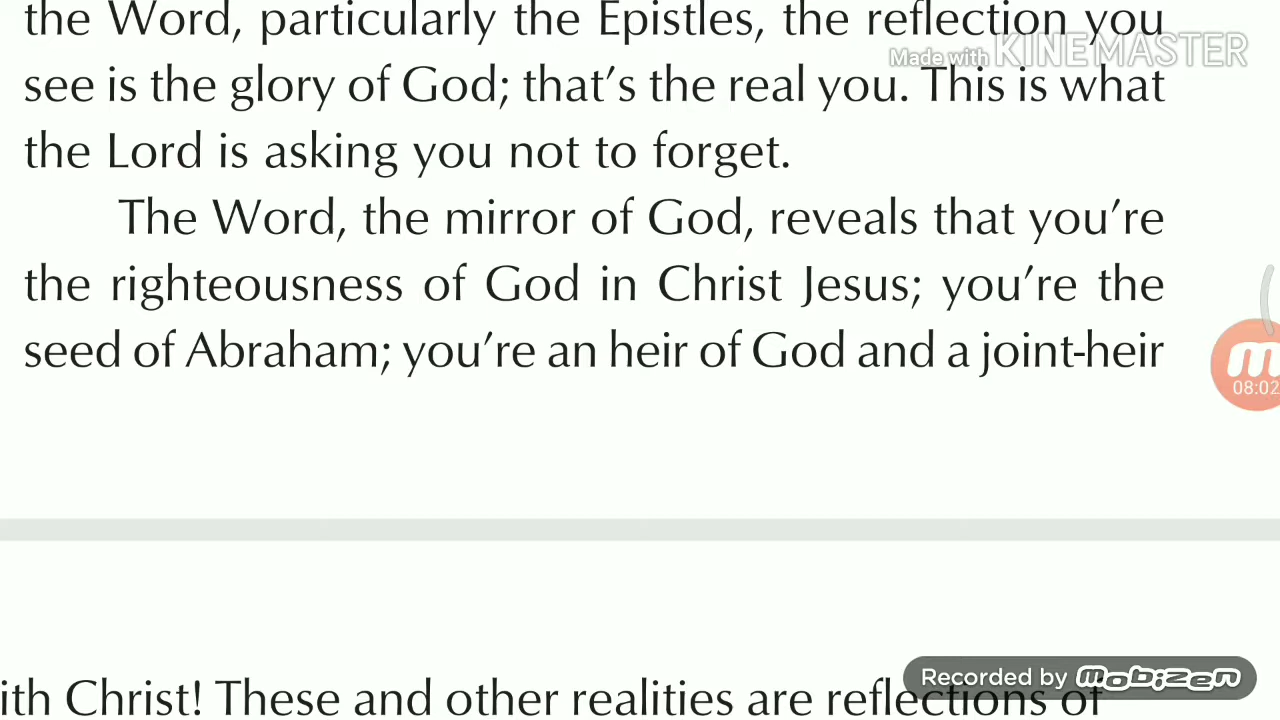 the Word, particularly the Epistles, the reflection you
Made with KINEMASTER
see is the glory of God; that's the real you. This is what
the Lord is asking you not to forget.
The Word, the mirror of God, reveals that you're
the righteousness of God in Christ Jesus; you're the
seed of Abraham; you're an heir of God and a joint-heir
08:02
ith Christ! These and other realities are reflections of
Recorded by mobizen